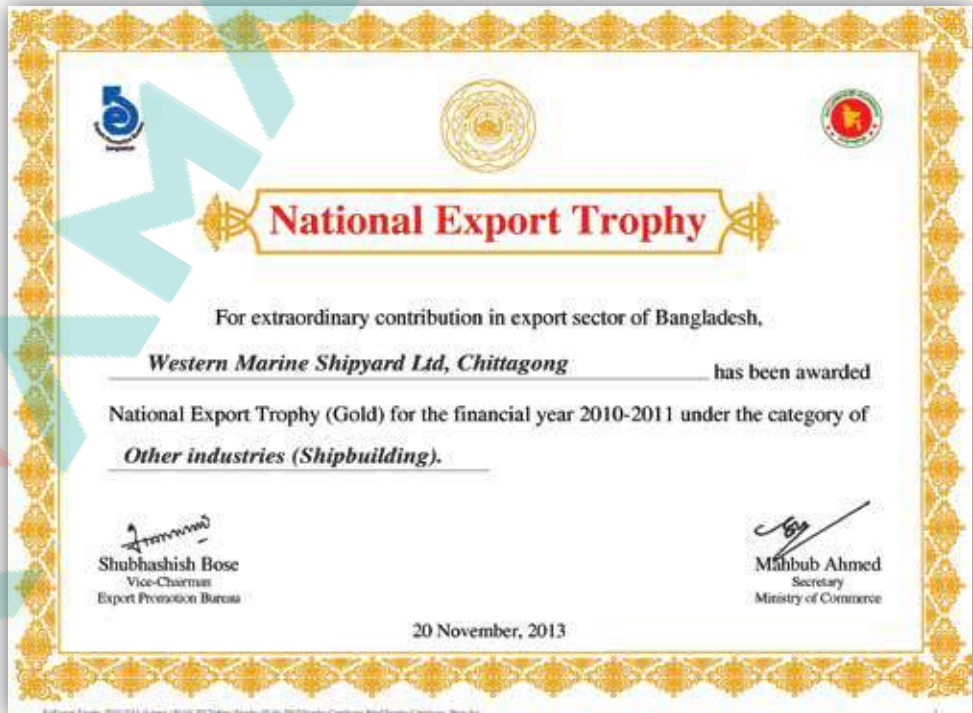 National Export Trophy
For extraordinary contribution in export sector of Bangladesh,
Western Marine Shipyard Ltd, Chittagong has been awarded
National Export Trophy (Gold) for the financial year 2010-2011 under the category of
Other industries (Shipbuilding).
Shubhashish Bose
Vice-Chairman
Export Promotion Bureau
Mahbub Ahmed
Secretary
Ministry of Commerce
20 November, 2013